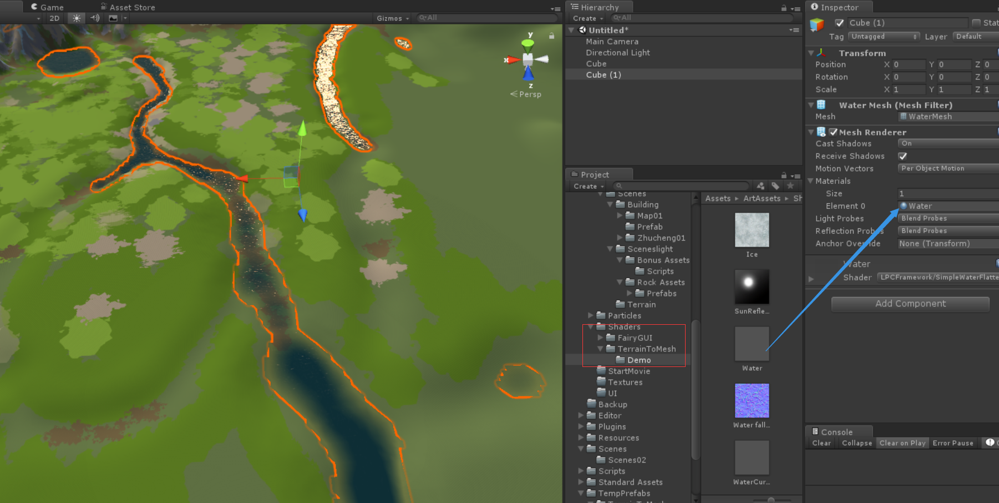 Game
Asset Store
2D
Gizmos
All
y
x
z
Persp
Hierarchy
Create
All
Untitled*
Main Camera
Directional Light
Cube
Cube (1)
Project
Create
Scenes
Building
Map01
Prefab
Zhucheng01
Sceneslight
Bonus Assets
Scripts
Rock Assets
Prefabs
Terrain
Particles
Shaders
FairyGUI
TerrainToMesh
Demo
StartMovie
Textures
UI
Backup
Editor
Plugins
Resources
Scenes
Scenes02
Scripts
Standard Assets
TempPrefabs
Assets ▸ ArtAssets ▸ Sh
Ice
SunRefle...
Water
Water fall...
WaterCur...
Inspector
Cube (1)
Stat
Tag Untagged Layer Default
Transform
Position X 0 Y 0 Z 0
Rotation X 0 Y 0 Z 0
Scale X 1 Y 1 Z 1
Water Mesh (Mesh Filter)
Mesh WaterMesh
Mesh Renderer
Cast Shadows On
Receive Shadows
Motion Vectors Per Object Motion
Materials
Size 1
Element 0 Water
Light Probes Blend Probes
Reflection Probes Blend Probes
Anchor Override None (Transform)
Water
Shader LPCFramework/SimpleWaterFlatte
Add Component
Console
Clear Collapse Clear on Play Error Pause